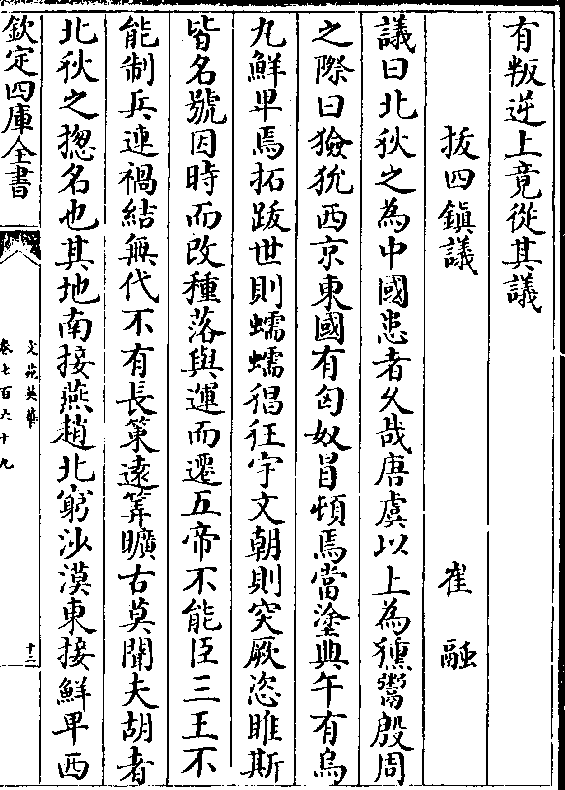 有叛逆上竟從其議
拔四鎮議 崔融
議曰北狄之為中國患者久哉唐虞以上為獯鬻殷周
之際曰獫狁西京東國有匈奴冒頓焉當塗典午有烏
九鮮卑焉拓跋世則蠕蠕猖狂宇文朝則突厥恣睢斯
皆名號因時而改種落與運而遷五帝不能臣三王不
能制兵連禍結無代不有長策遠筭曠古莫聞夫胡者
北狄之揔名也其地南接燕趙北窮沙漠東接鮮卑西
欽定四庫全書
文苑英華
卷七百六十九
十三